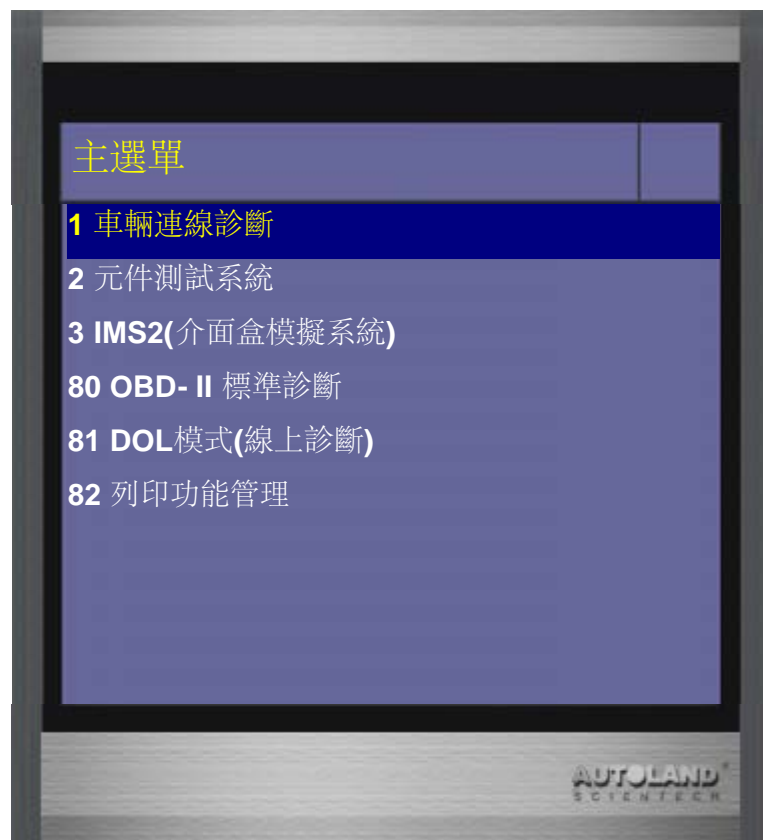 主選單
1 車輛連線診斷
2 元件測試系統
3 IMS2(介面盒模擬系統)
80 OBD- II 標準診斷
81 DOL模式(線上診斷)
82 列印功能管理
AUTOLAND
SCIENTECH